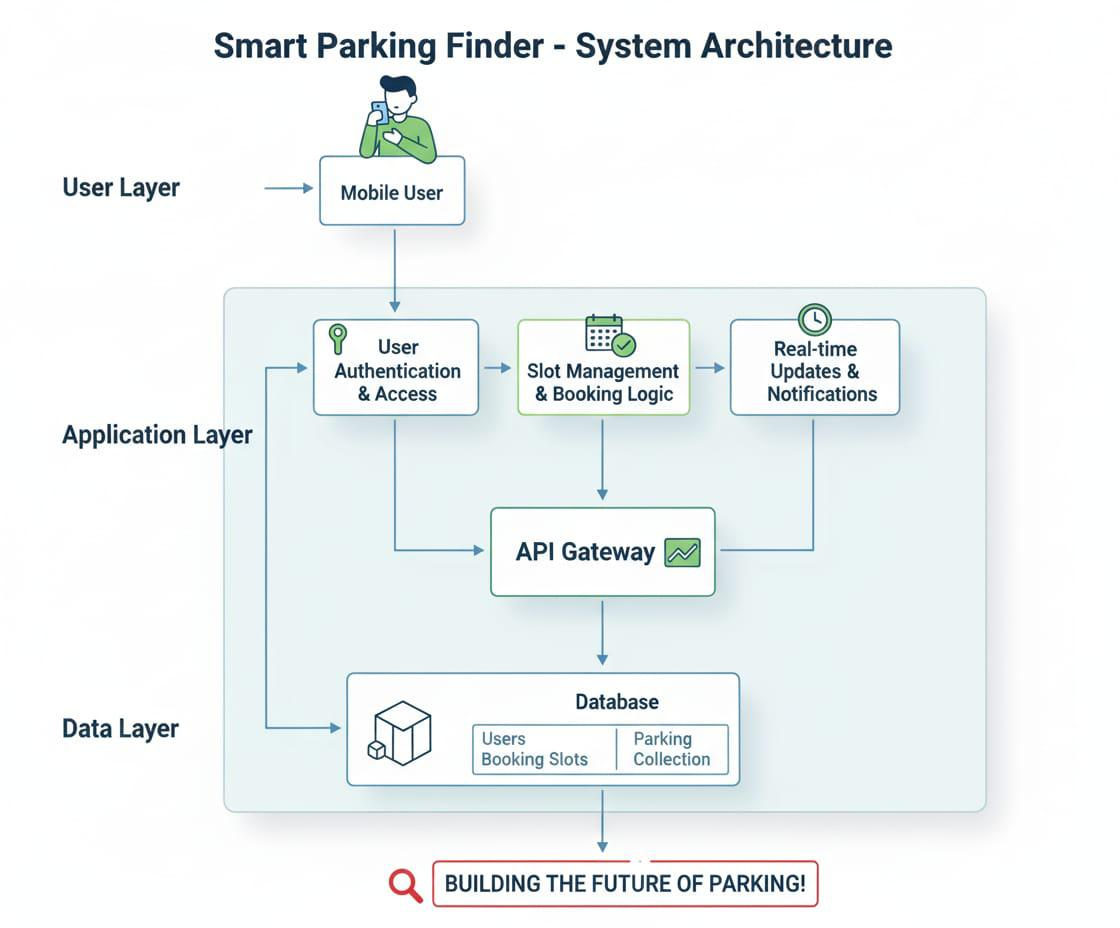 Smart Parking Finder - System Architecture
User Layer
Mobile User
User
Authentication
& Access
Slot Management
& Booking Logic
Real-time
Updates &
Notifications
Application Layer
API Gateway
Data Layer
Database
Users
Booking Slots
Parking
Collection
BUILDING THE FUTURE OF PARKING!